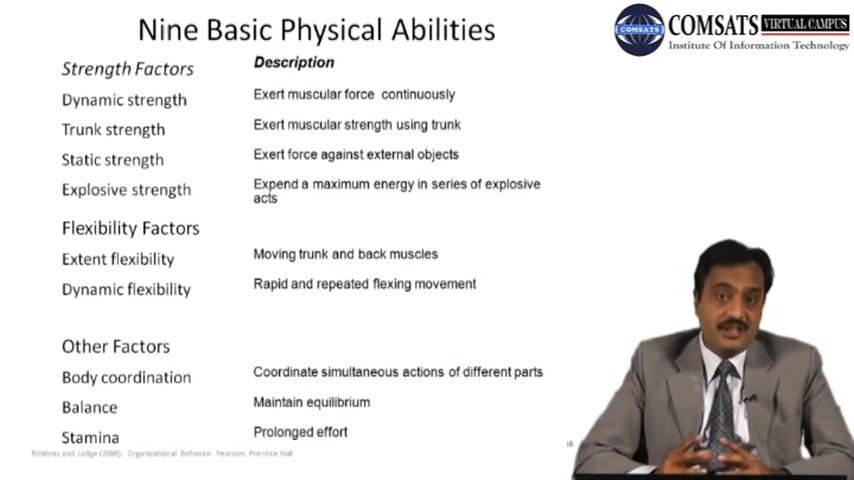 Nine Basic Physical Abilities
COMSATS VIRTUAL CAMPUS
Institute Of Information Technology
COMSATS
Strength Factors Description
Dynamic strength Exert muscular force continuously
Trunk strength Exert muscular strength using trunk
Static strength Exert force against external objects
Explosive strength Expend a maximum energy in series of explosive
acts
Flexibility Factors
Extent flexibility Moving trunk and back muscles
Dynamic flexibility Rapid and repeated flexing movement
Other Factors
Body coordination Coordinate simultaneous actions of different parts
Balance Maintain equilibrium
Stamina Prolonged effort
Robbins and Judge (2008): Organizational Behavior, Pearson, Prentice Hall